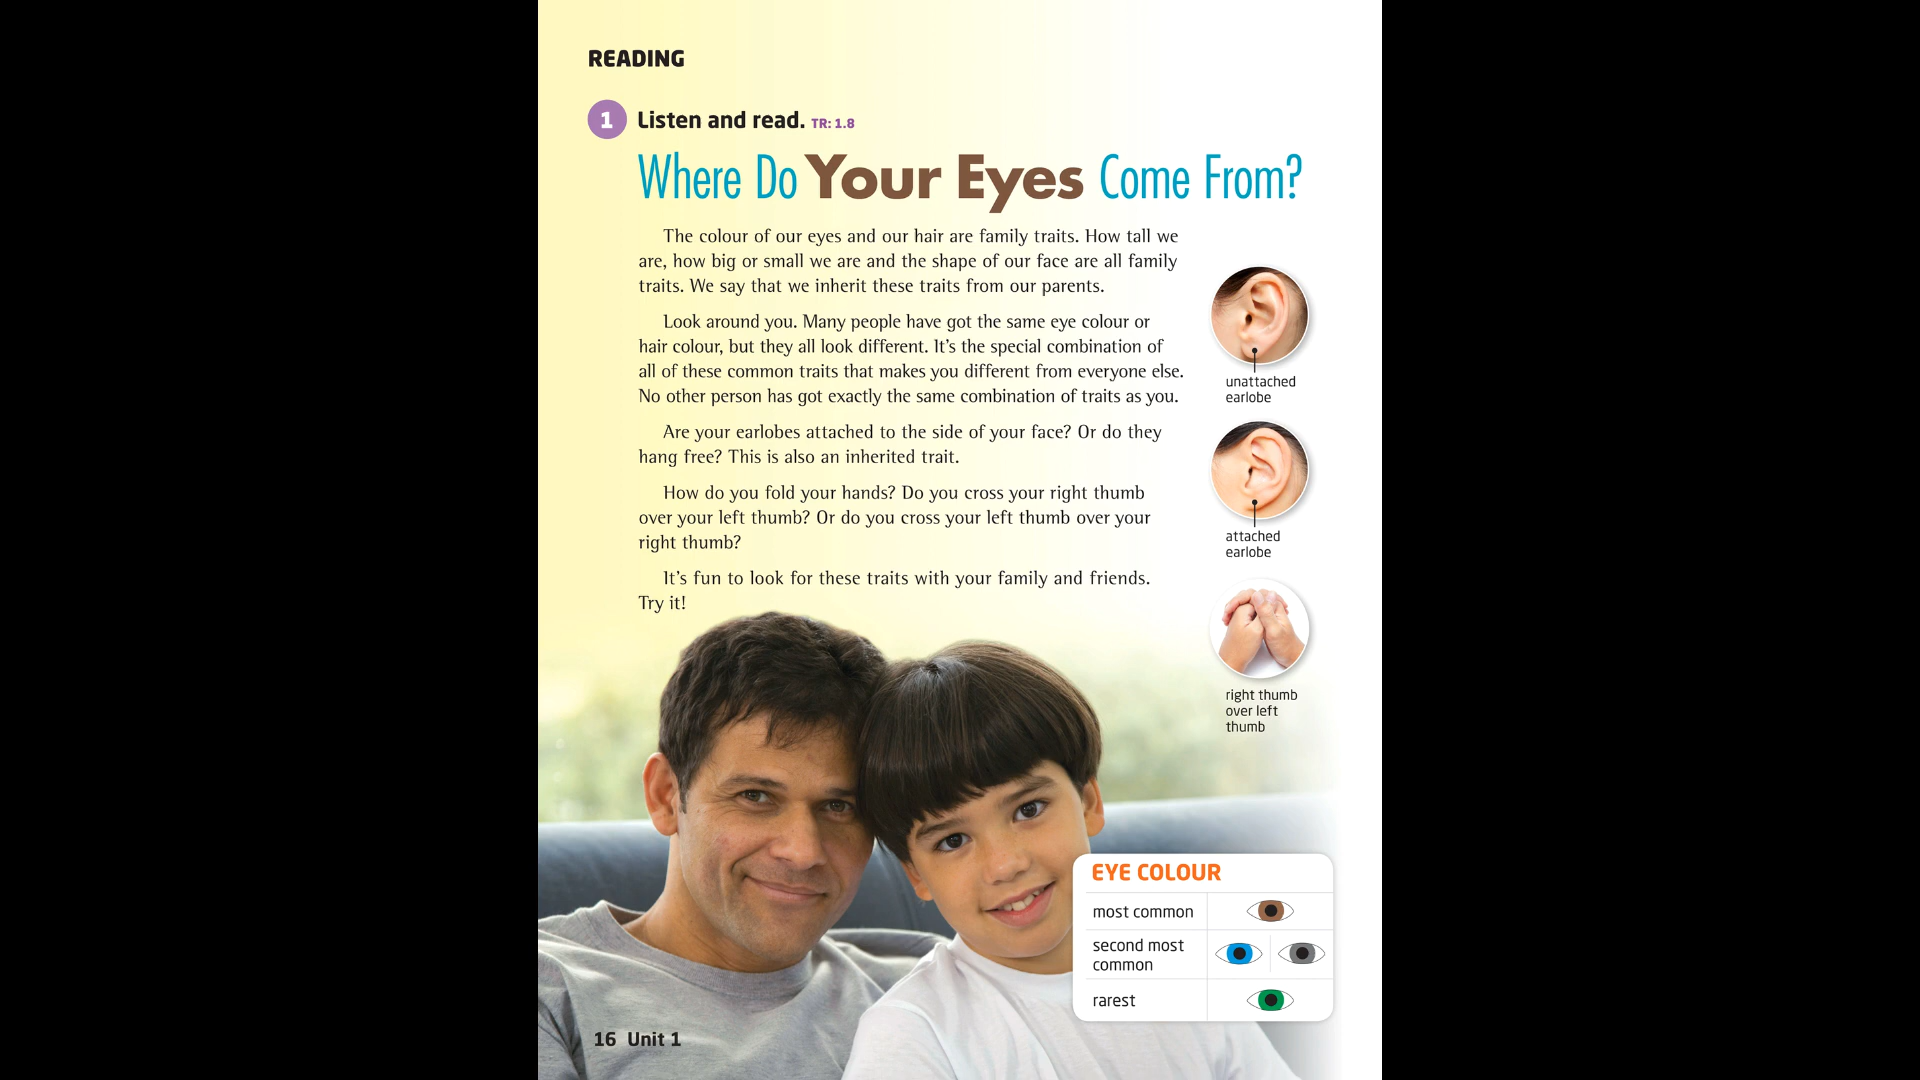 READING
1 Listen and read. TR: 1.8
Where Do Your Eyes Come From?
The colour of our eyes and our hair are family traits. How tall we
are, how big or small we are and the shape of our face are all family
traits. We say that we inherit these traits from our parents.
Look around you. Many people have got the same eye colour or
hair colour, but they all look different. It's the special combination of
all of these common traits that makes you different from everyone else.
No other person has got exactly the same combination of traits as you.
Are your earlobes attached to the side of your face? Or do they
hang free? This is also an inherited trait.
How do you fold your hands? Do you cross your right thumb
over your left thumb? Or do you cross your left thumb over your
right thumb?
It's fun to look for these traits with your family and friends.
Try it!
unattached
earlobe
attached
earlobe
right thumb
over left
thumb
EYE COLOUR
most common
second most
common
rarest
16 Unit 1